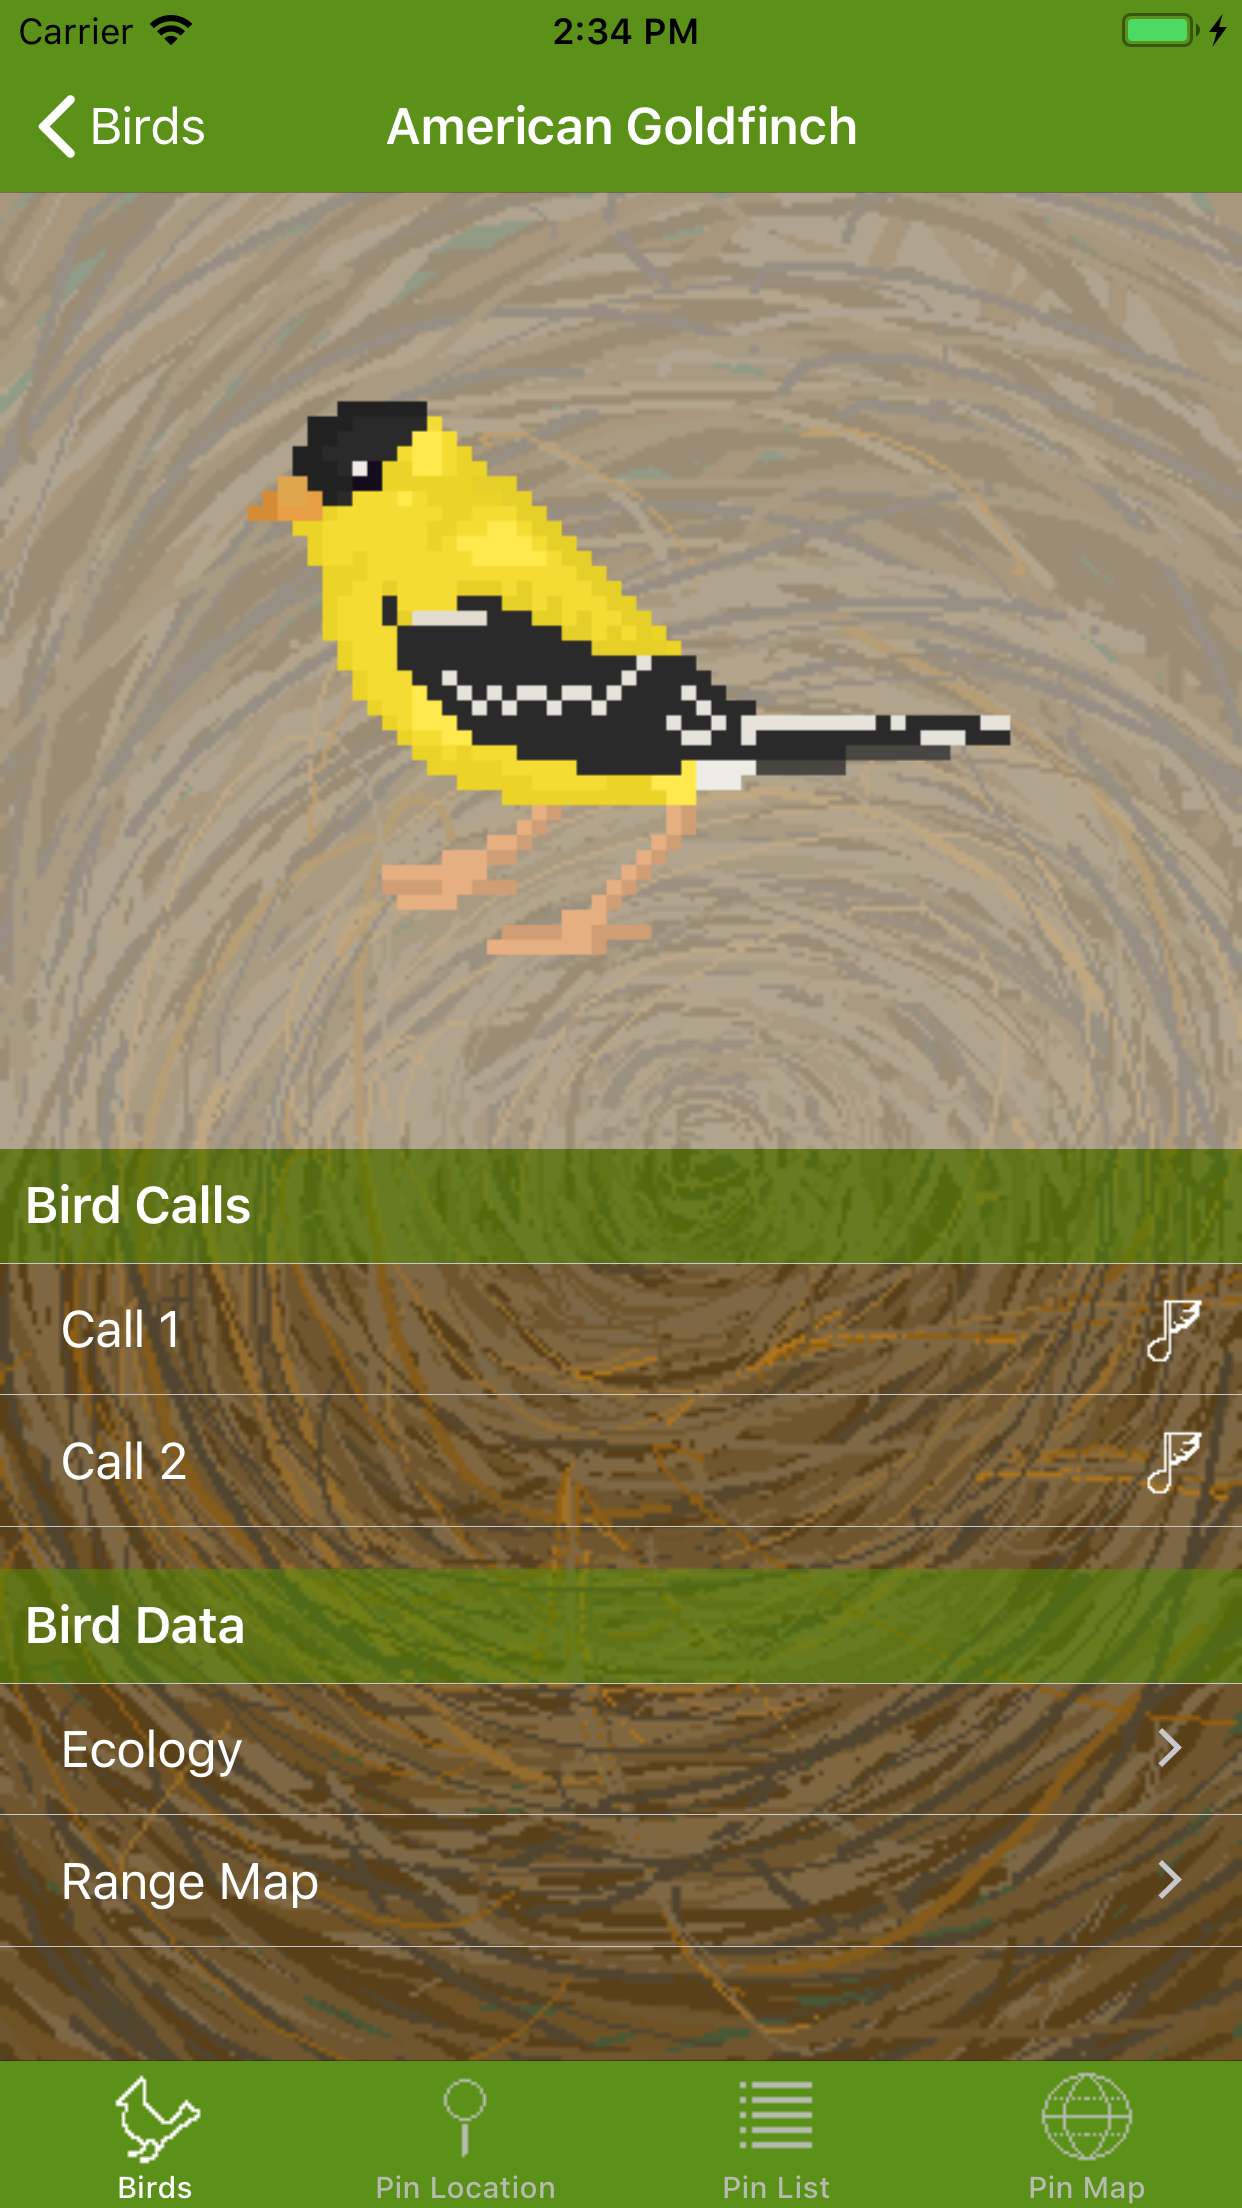 Carrier 2:34 PM
Birds American Goldfinch
Bird Calls
Call 1
Call 2
Bird Data
Ecology
Range Map
Birds Pin Location Pin List Pin Map